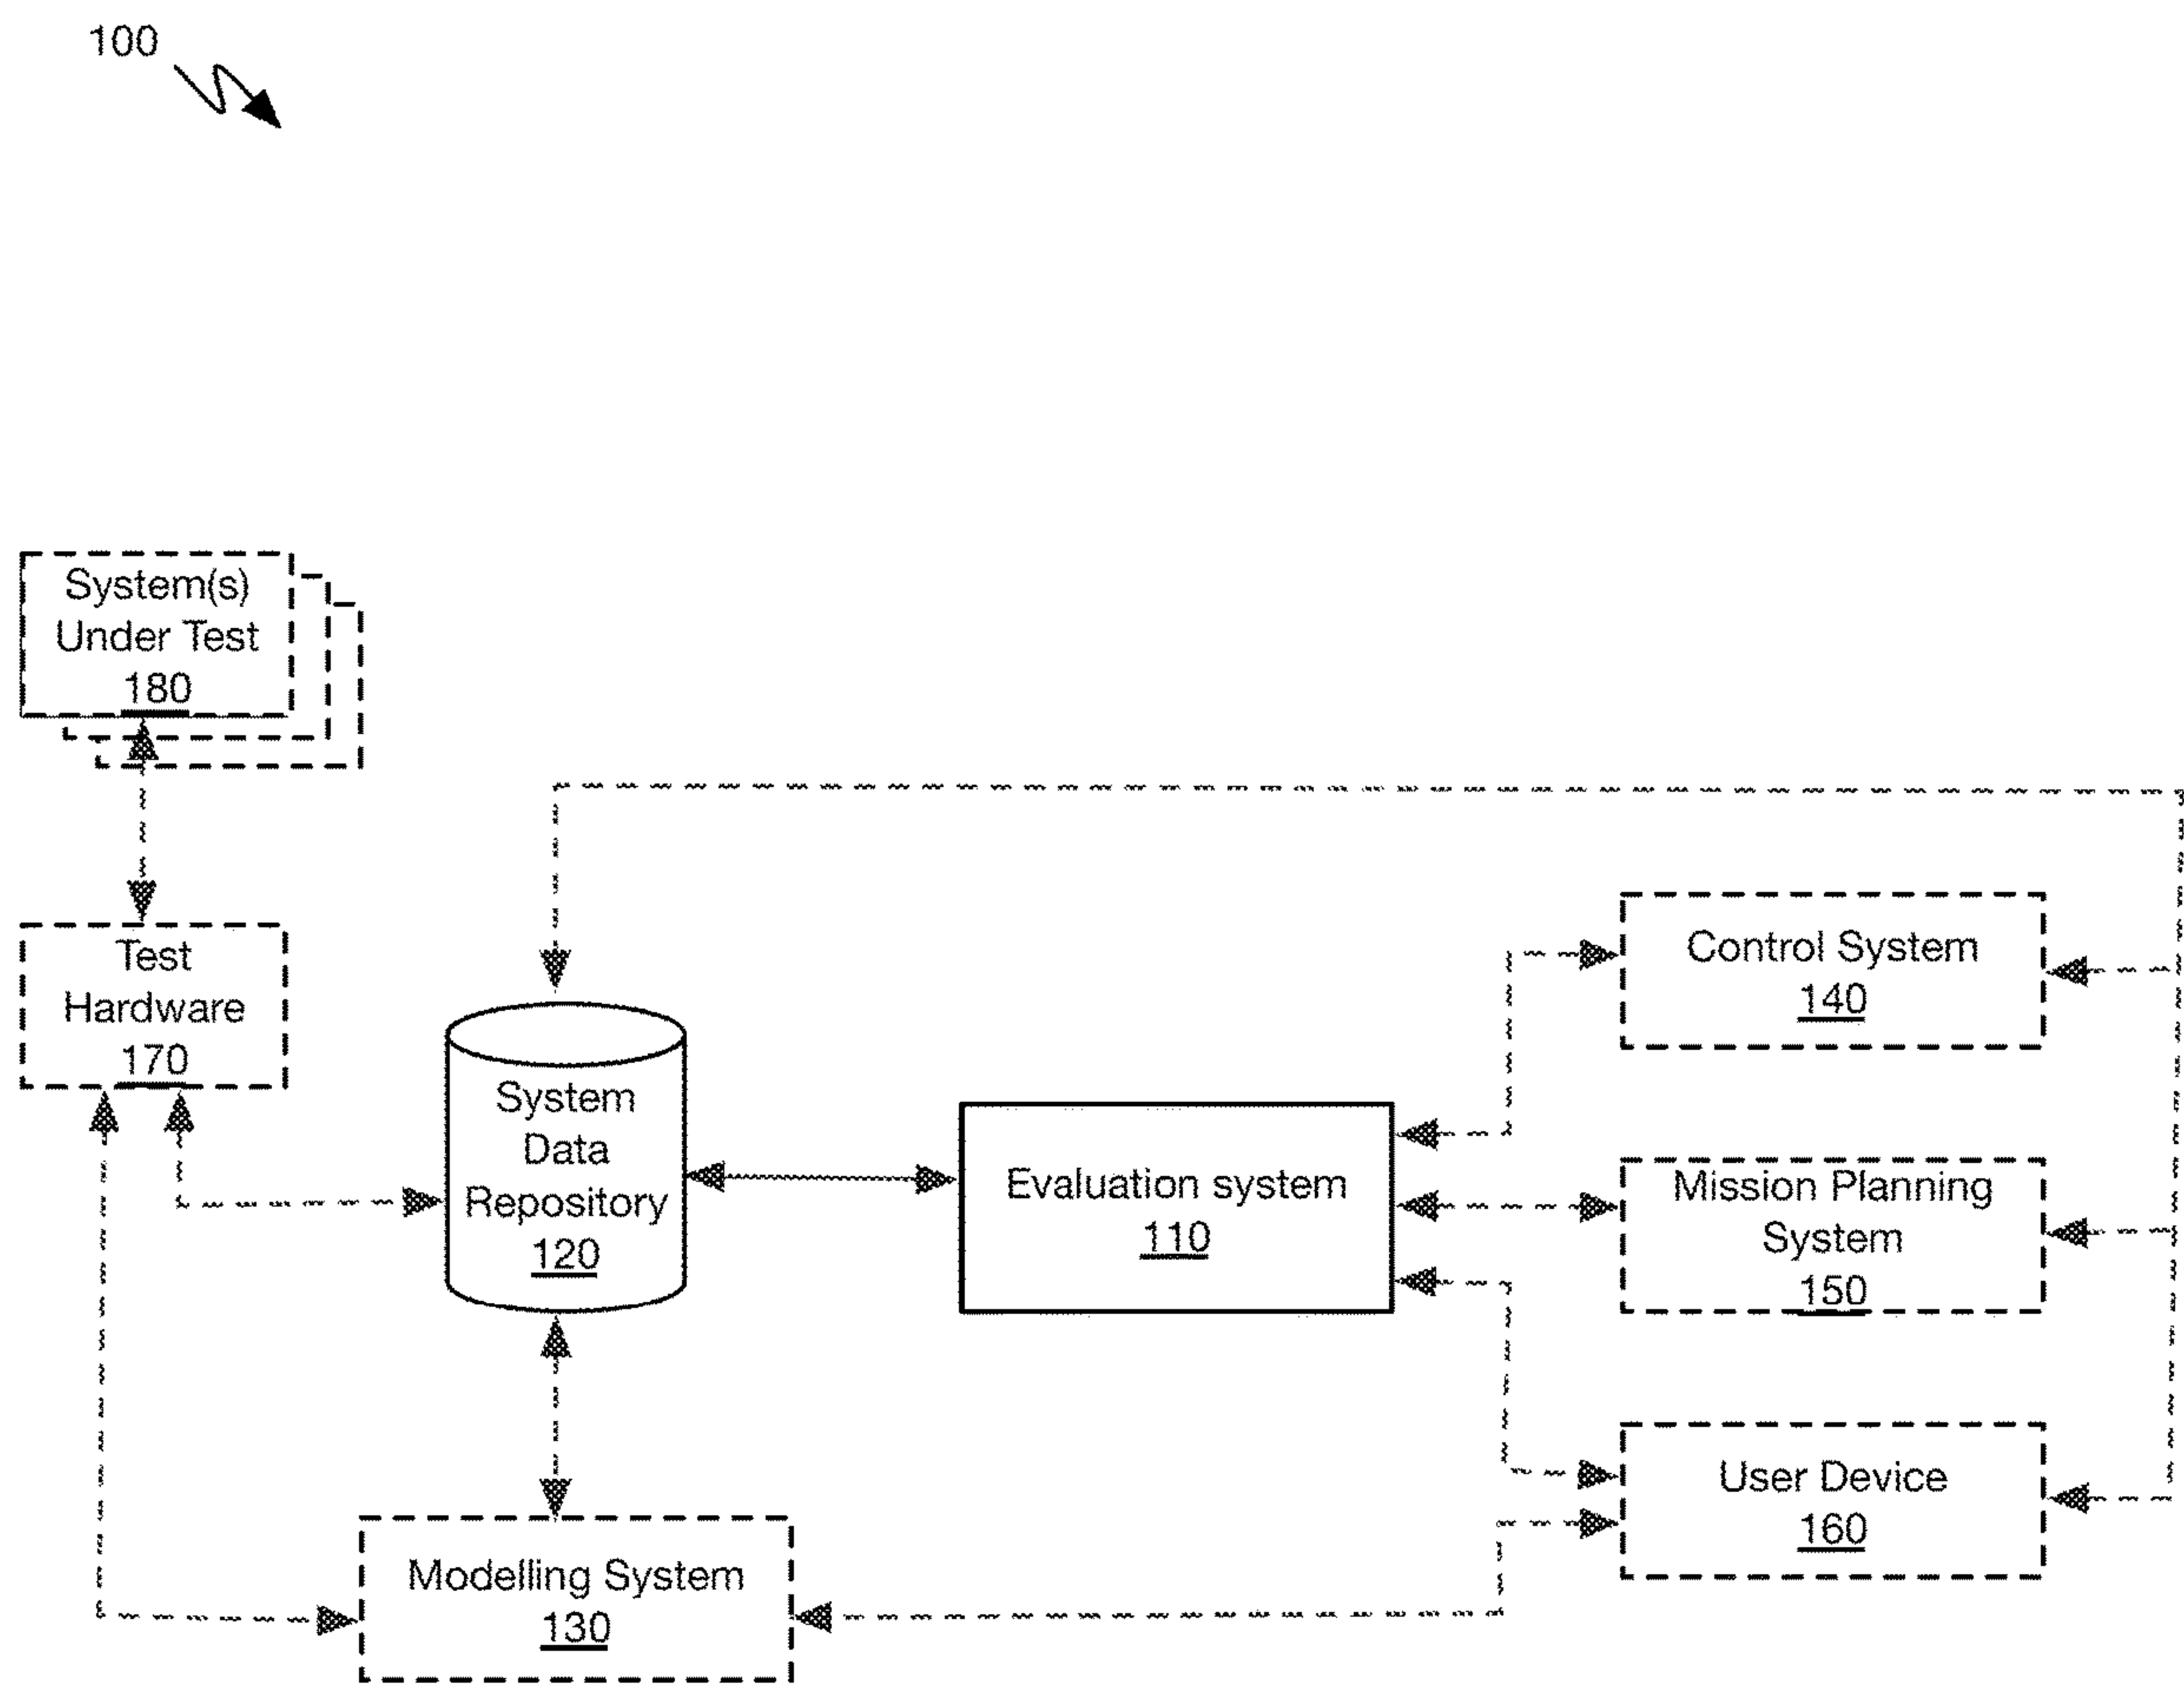 100
System(s)
Under Test
180
Test
Hardware
170
System
Data
Repository
120
Evaluation system
110
Control System
140
Mission Planning
System
150
User Device
160
Modelling System
130